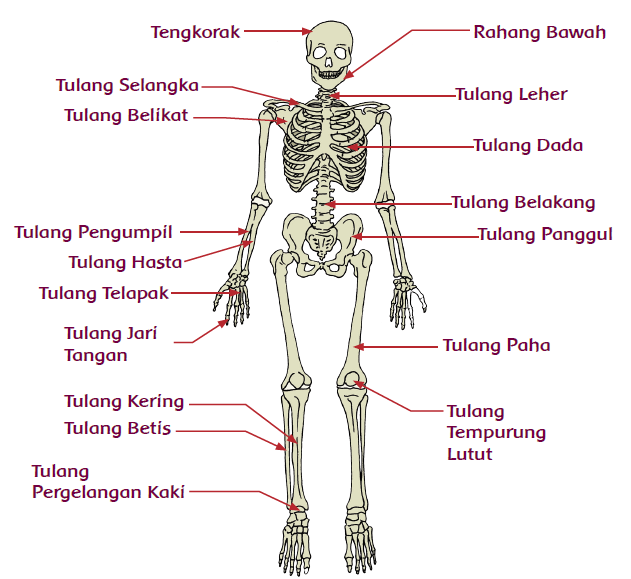 Tengkorak
Rahang Bawah
Tulang Selangka
Tulang Leher
Tulang Belikat
Tulang Dada
Tulang Belakang
Tulang Pengumpil
Tulang Panggul
Tulang Hasta
Tulang Telapak
Tulang Jari
Tangan
Tulang Paha
Tulang Kering
Tulang
Tempurung
Lutut
Tulang Betis
Tulang
Pergelangan Kaki